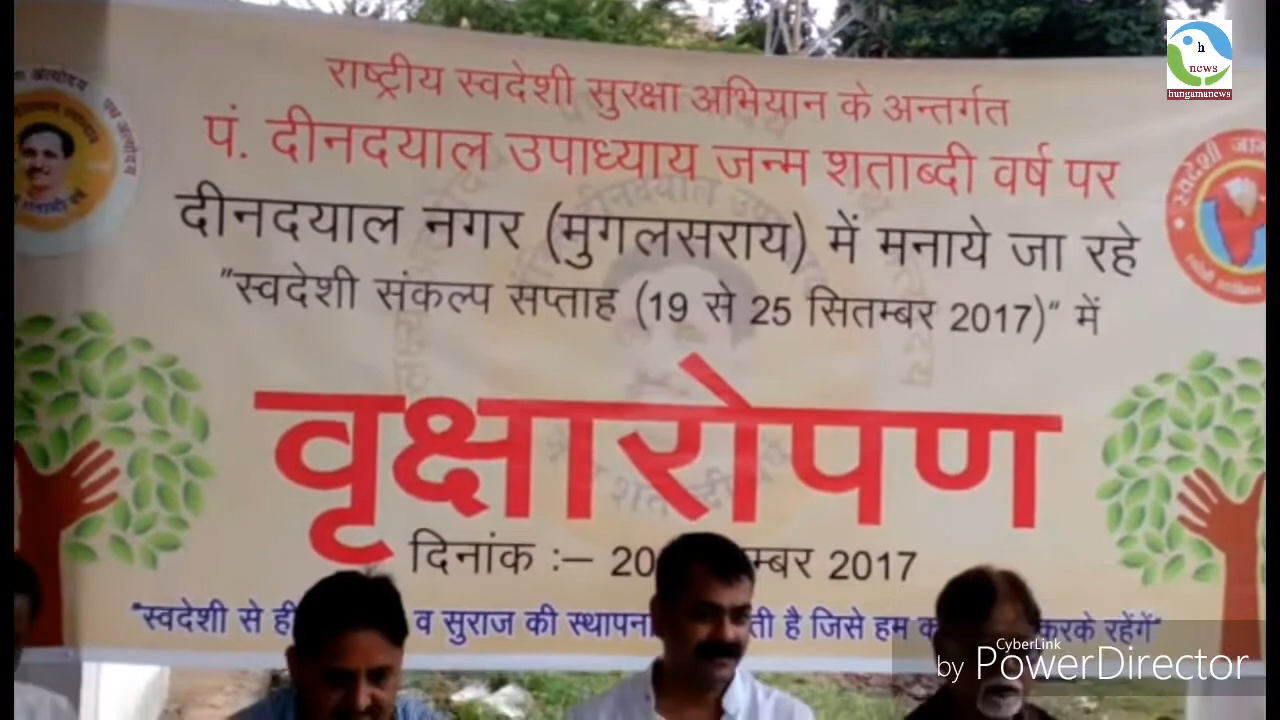 h
news
hungamanews
राष्ट्रीय स्वदेशी सुरक्षा अभियान के अन्तर्गत
पं. दीनदयाल उपाध्याय जन्म शताब्दी वर्ष पर
दीनदयाल नगर (मुगलसराय) में मनाये जा रहे
"स्वदेशी संकल्प सप्ताह (19 से 25 सितम्बर 2017)" में
वृक्षारोपण
दिनांक :– 20 म्बर 2017
"स्वदेशी से ही व सुराज की स्थापना ती है जिसे हम करके रहेंगें"
स्वदेशी जाग
CyberLink
by PowerDirector